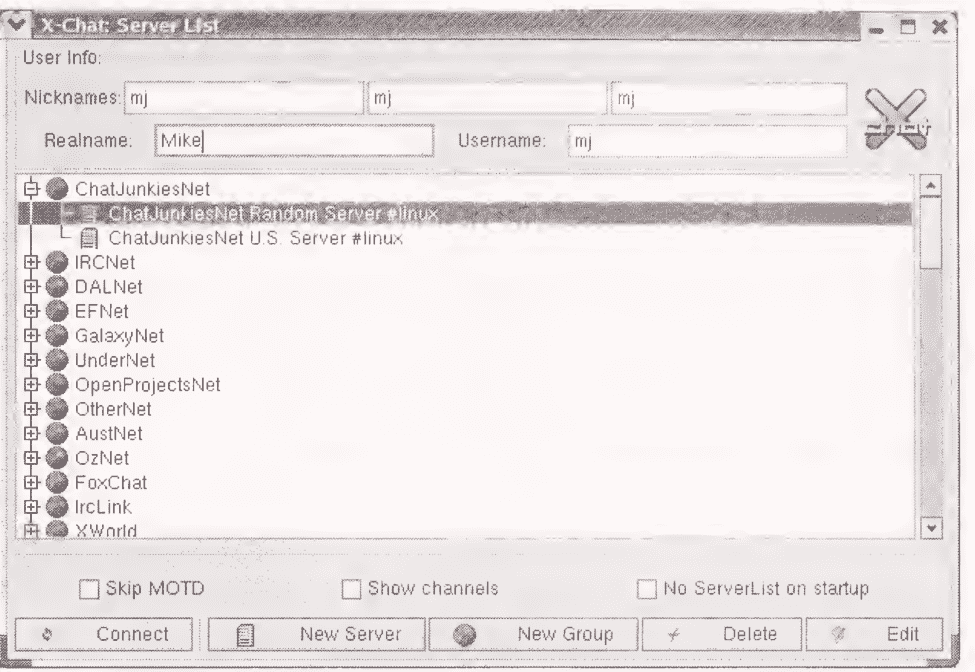 X-Chat: Server List
User Info:
Nicknames: mj mj mj
Realname: Mike Username: mj
ChatJunkiesNet
ChatJunkiesNet Random Server #linux
ChatJunkiesNet U.S. Server #linux
IRCNet
DALNet
EFNet
GalaxyNet
UnderNet
OpenProjectsNet
OtherNet
AustNet
OzNet
FoxChat
IrcLink
XWorld
Skip MOTD Show channels No ServerList on startup
Connect New Server New Group Delete Edit